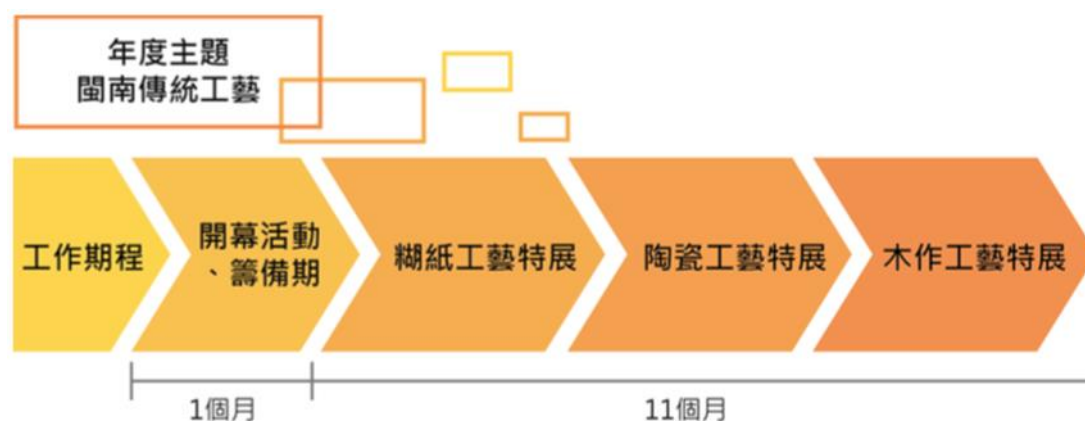 年度主題
閩南傳統工藝
工作期程
開幕活動
、籌備期
糊紙工藝特展
陶瓷工藝特展
木作工藝特展
1個月
11個月